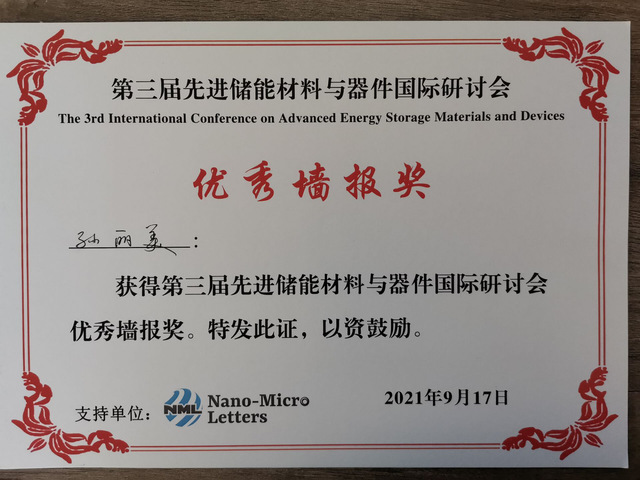 第三届先进储能材料与器件国际研讨会
The 3rd International Conference on Advanced Energy Storage Materials and Devices
优秀墙报奖
孙丽美：
获得第三届先进储能材料与器件国际研讨会
优秀墙报奖。特发此证，以资鼓励。
支持单位：
NML
Nano-Micro
Letters
2021年9月17日